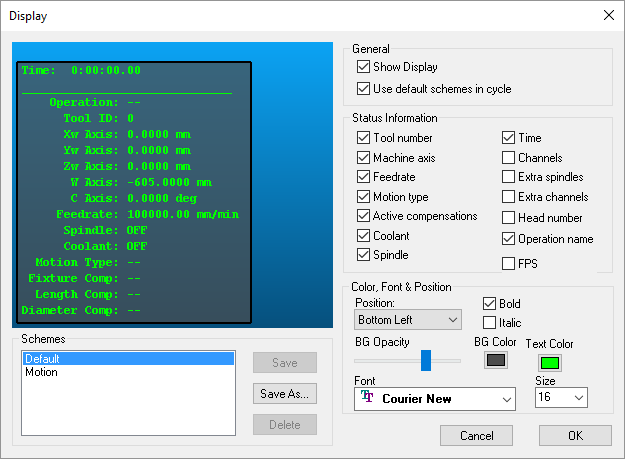 Display
Time: 0:00:00.00
Operation: --
Tool ID: 0
Xw Axis: 0.0000 mm
Yw Axis: 0.0000 mm
Zw Axis: 0.0000 mm
Y Axis: -605.0000 mm
C Axis: 0.0000 deg
Feedrate: 100000.00 mm/min
Spindle: OFF
Coolant: OFF
Motion Type: --
Fixture Comp: --
Length Comp: --
Diameter Comp: --
Schemes
Default
Motion
Save
Save As...
Delete
General
Show Display
Use default schemes in cycle
Status Information
Tool number
Machine axis
Feedrate
Motion type
Active compensations
Coolant
Spindle
Time
Channels
Extra spindles
Extra channels
Head number
Operation name
FPS
Color, Font & Position
Position:
Bottom Left
Bold
Italic
BG Opacity
BG Color
Text Color
Font
Courier New
Size
16
Cancel
OK